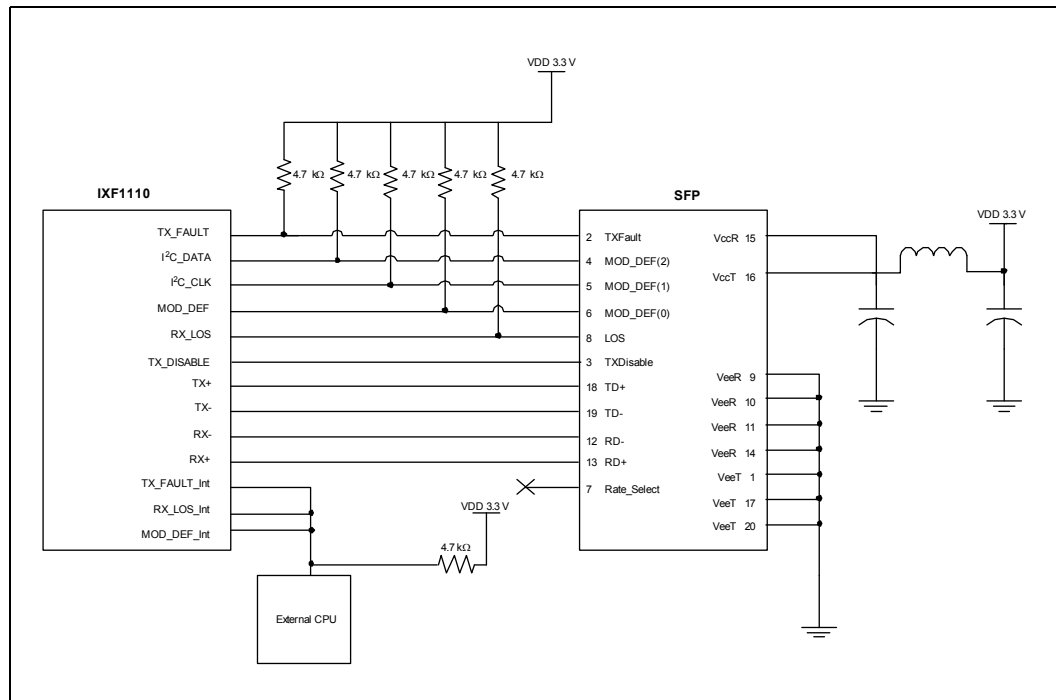 VDD 3.3 V
4.7 kΩ 4.7 kΩ 4.7 kΩ 4.7 kΩ 4.7 kΩ
IXF1110
TX_FAULT
I²C_DATA
I²C_CLK
MOD_DEF
RX_LOS
TX_DISABLE
TX+
TX-
RX-
RX+
TX_FAULT_Int
RX_LOS_Int
MOD_DEF_Int
SFP
2 TXFault
4 MOD_DEF(2)
5 MOD_DEF(1)
6 MOD_DEF(0)
8 LOS
3 TXDisable
18 TD+
19 TD-
12 RD-
13 RD+
7 Rate_Select
VccR 15
VccT 16
VeeR 9
VeeR 10
VeeR 11
VeeR 14
VeeT 1
VeeT 17
VeeT 20
VDD 3.3 V
VDD 3.3 V
4.7 kΩ
External CPU